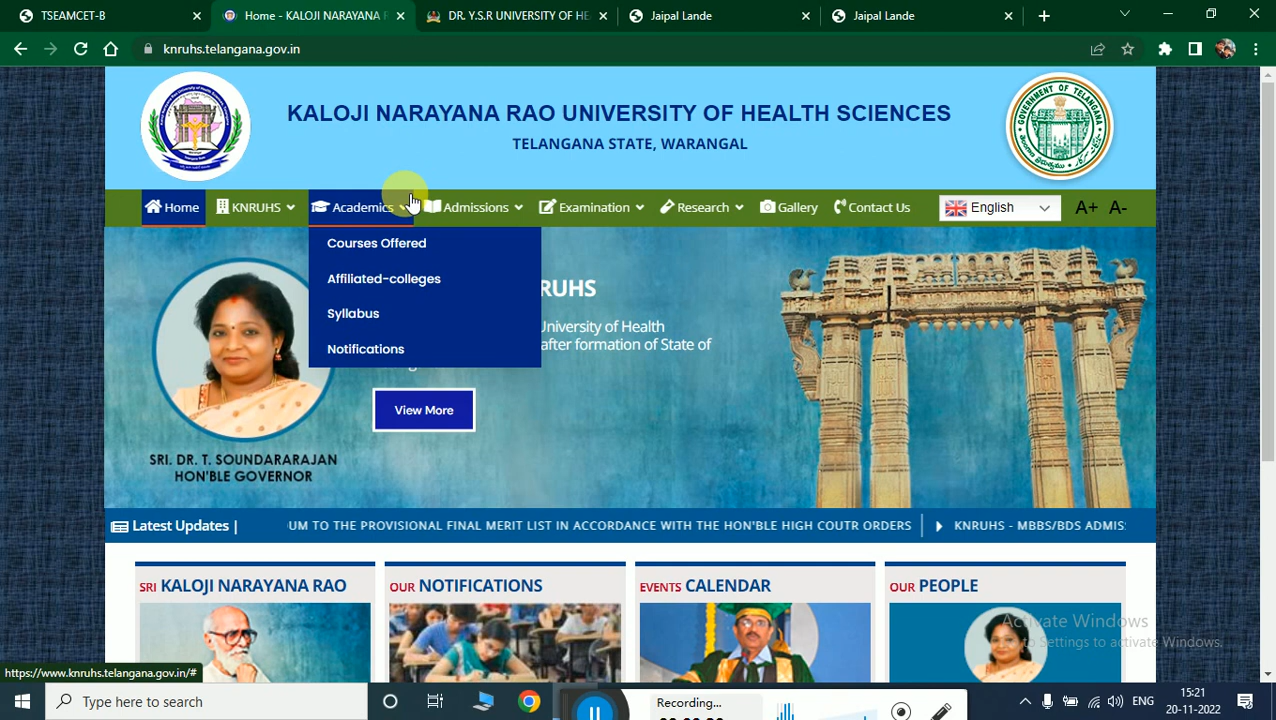 TSEAMCET-B
Home - KALOJI NARAYANA R
DR. Y.S.R UNIVERSITY OF HE
Jaipal Lande
Jaipal Lande
knruhs.telangana.gov.in
KALOJI NARAYANA RAO UNIVERSITY OF HEALTH SCIENCES
TELANGANA STATE, WARANGAL
Home
KNRUHS
Academics
Admissions
Examination
Research
Gallery
Contact Us
English
A+ A-
Courses Offered
Affiliated-colleges
Syllabus
Notifications
RUHS
University of Health
after formation of State of
View More
SRI. DR. T. SOUNDARARAJAN
HON'BLE GOVERNOR
Latest Updates |
UM TO THE PROVISIONAL FINAL MERIT LIST IN ACCORDANCE WITH THE HON'BLE HIGH COUTR ORDERS
KNRUHS - MBBS/BDS ADMIS
SRI KALOJI NARAYANA RAO
OUR NOTIFICATIONS
EVENTS CALENDAR
OUR PEOPLE
Activate Windows
to Settings to activate Windows.
https://www.knruhs.telangana.gov.in/#
Type here to search
Recording...
ENG
15:21
20-11-2022